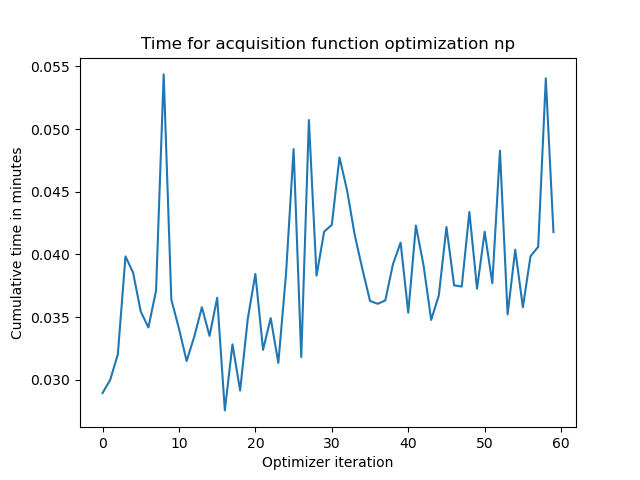 Time for acquisition function optimization np
0.055
0.050
0.045
0.040
0.035
0.030
Cumulative time in minutes
0 10 20 30 40 50 60
Optimizer iteration